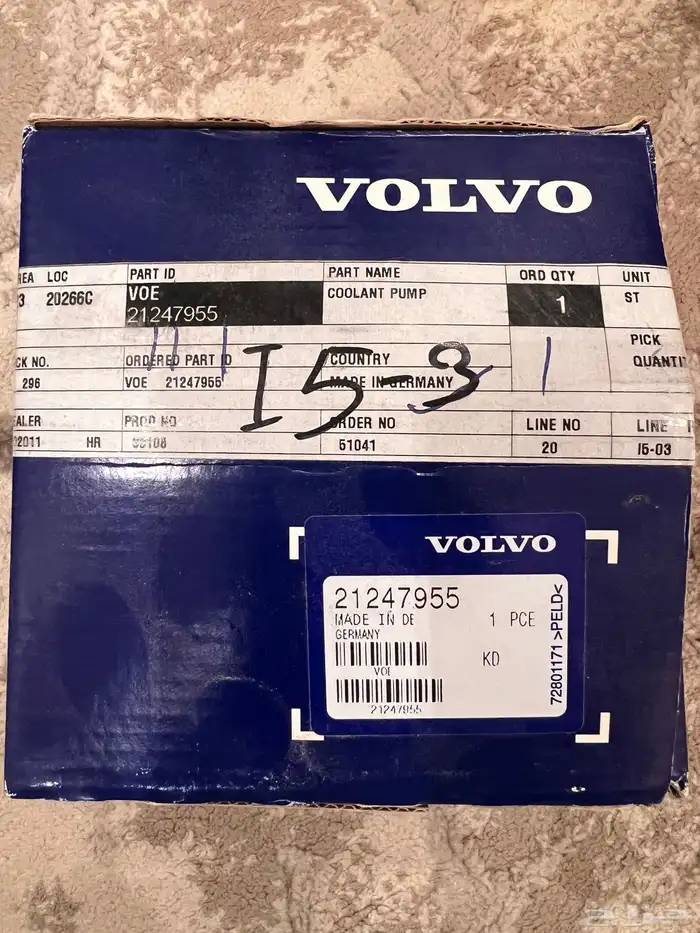 VOLVO
REA LOC PART ID PART NAME ORD QTY UNIT
3 20266C VOE COOLANT PUMP 1 ST
21247955
PICK
CK NO. ORDERED PART ID COUNTRY QUANTIT
296 VOE 21247955 MADE IN GERMANY
I5-3
ALER PROD NO ORDER NO LINE NO LINE
02011 HR 51041 20 I5-03
VOLVO
21247955
MADE IN DE 1 PCE
GERMANY
KD
VOE
21247955
72801171 >PELD<